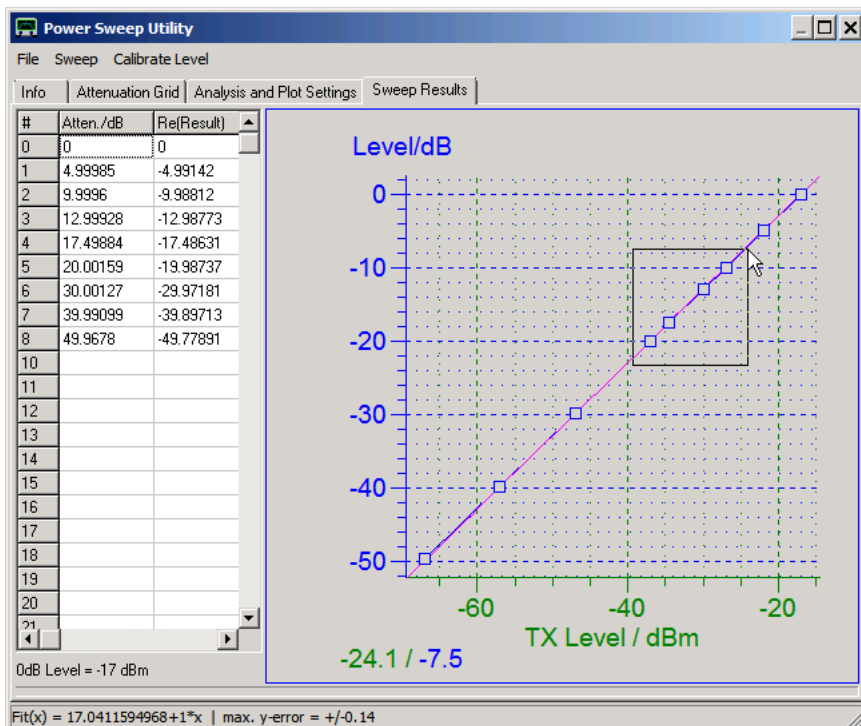 Power Sweep Utility
File Sweep Calibrate Level
Info Attenuation Grid Analysis and Plot Settings Sweep Results
# Atten./dB Re(Result)
0 0 0
1 4.99985 -4.99142
2 9.9996 -9.98812
3 12.99928 -12.98773
4 17.49884 -17.48631
5 20.00159 -19.98737
6 30.00127 -29.97181
7 39.99099 -39.89713
8 49.9678 -49.77891
10
11
12
13
14
15
16
17
18
19
20
21
0dB Level = -17 dBm
Level/dB
0
-10
-20
-30
-40
-50
-60 -40 -20
TX Level / dBm
-24.1 / -7.5
Fit(x) = 17.0411594968+1*x | max. y-error = +/-0.14